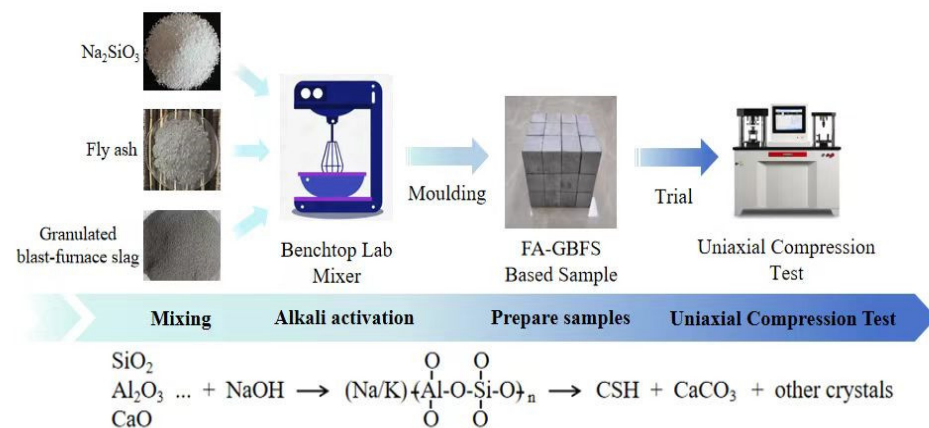 Na₂SiO₃
Fly ash
Granulated
blast-furnace slag
Benchtop Lab
Mixer
Moulding
FA-GBFS
Based Sample
Trial
Uniaxial Compression
Test
Mixing
Alkali activation
Prepare samples
Uniaxial Compression Test
SiO₂
O O
Al₂O₃ ... + NaOH → (Na/K)(Al-O-Si-O)ₙ → CSH + CaCO₃ + other crystals
CaO
O O